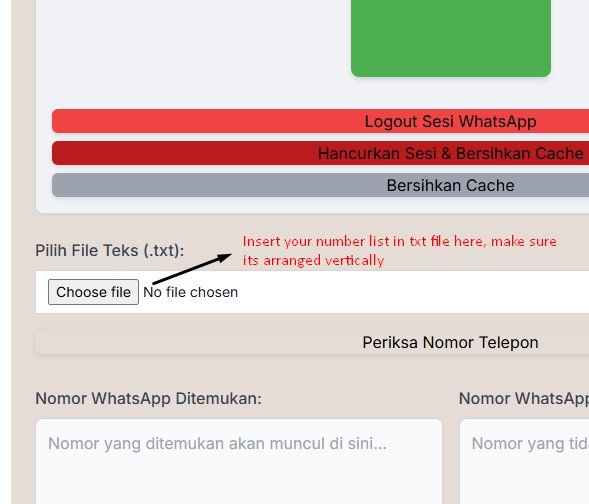 Logout Sesi WhatsApp
Hancurkan Sesi & Bersihkan Cache
Bersihkan Cache
Insert your number list in txt file here, make sure
its arranged vertically
Pilih File Teks (.txt):
Choose file No file chosen
Periksa Nomor Telepon
Nomor WhatsApp Ditemukan:
Nomor WhatsApp
Nomor yang ditemukan akan muncul di sini...
Nomor yang tid